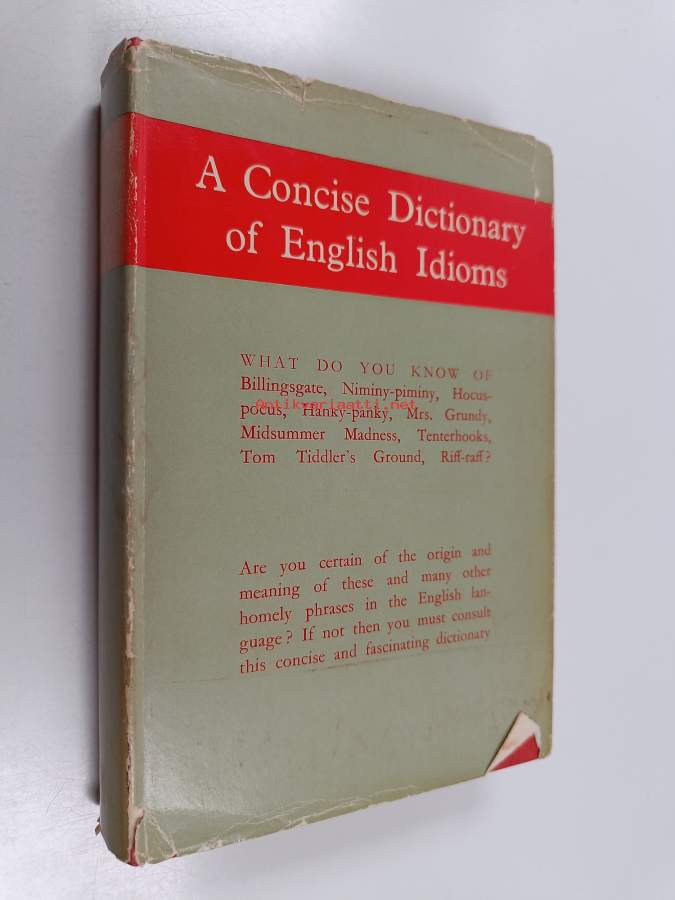 A Concise Dictionary
of English Idioms
WHAT DO YOU KNOW OF
Billingsgate, Niminy-piminy, Hocus-
antikvariaatti.net
pocus, Hanky-panky, Mrs. Grundy,
Midsummer Madness, Tenterhooks,
Tom Tiddler's Ground, Riff-raff?
Are you certain of the origin and
meaning of these and many other
homely phrases in the English lan-
guage? If not then you must consult
this concise and fascinating dictionary